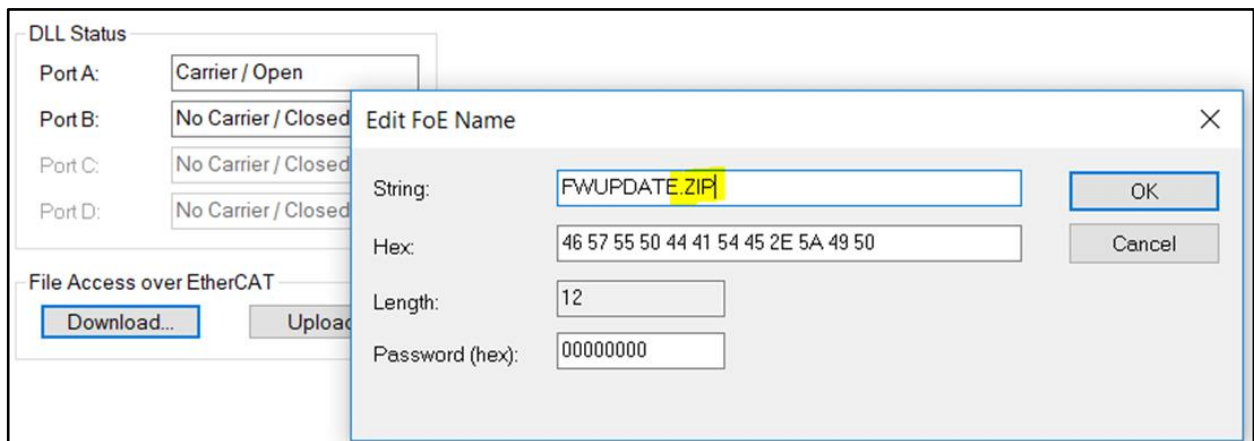 DLL Status
Port A: Carrier / Open
Port B: No Carrier / Closed
Port C: No Carrier / Closed
Port D: No Carrier / Closed
File Access over EtherCAT
Download...
Edit FoE Name
String: FWUPDATE.ZIP
Hex: 46 57 55 50 44 41 54 45 2E 5A 49 50
Length: 12
Password (hex): 00000000
OK
Cancel